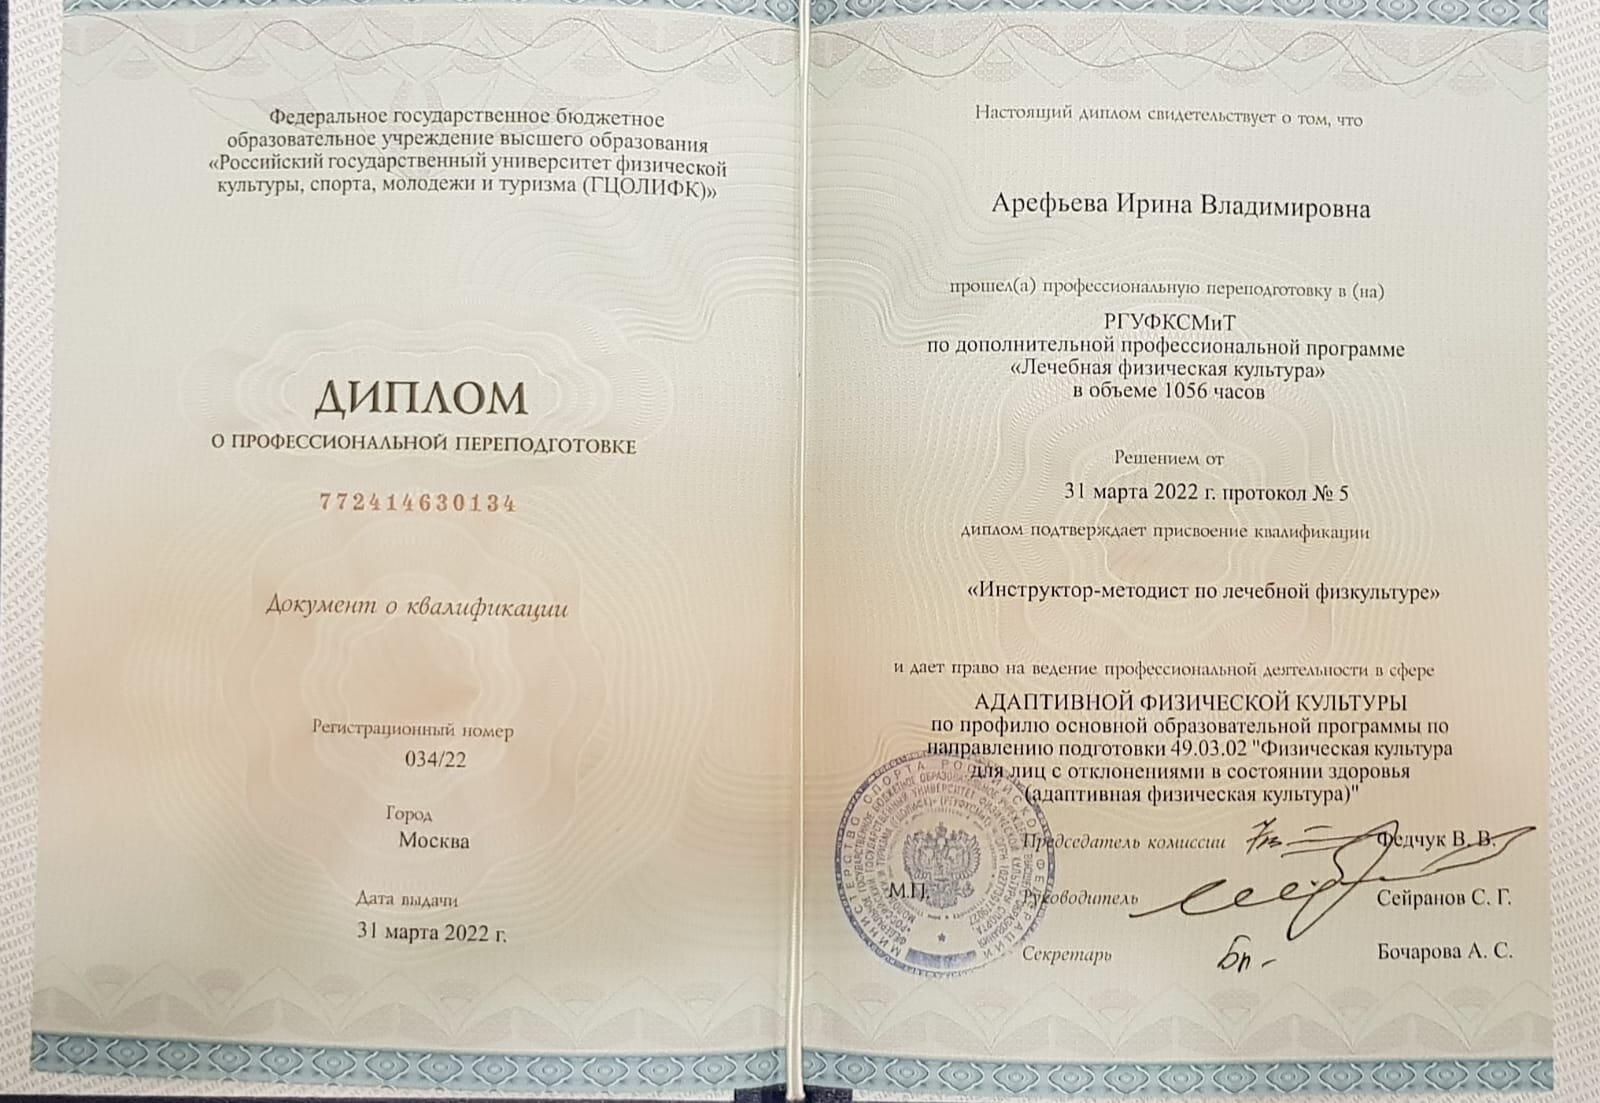 Федеральное государственное бюджетное
образовательное учреждение высшего образования
«Российский государственный университет физической
культуры, спорта, молодежи и туризма (ГЦОЛИФК)»
ДИПЛОМ
О ПРОФЕССИОНАЛЬНОЙ ПЕРЕПОДГОТОВКЕ
772414630134
Документ о квалификации
Регистрационный номер
034/22
Город
Москва
Дата выдачи
31 марта 2022 г.
Настоящий диплом свидетельствует о том, что
Арефьева Ирина Владимировна
прошел(а) профессиональную переподготовку в (на)
РГУФКСМиТ
по дополнительной профессиональной программе
«Лечебная физическая культура»
в объеме 1056 часов
Решением от
31 марта 2022 г. протокол № 5
диплом подтверждает присвоение квалификации
«Инструктор-методист по лечебной физкультуре»
и дает право на ведение профессиональной деятельности в сфере
АДАПТИВНОЙ ФИЗИЧЕСКОЙ КУЛЬТУРЫ
по профилю основной образовательной программы по
направлению подготовки 49.03.02 "Физическая культура
для лиц с отклонениями в состоянии здоровья
(адаптивная физическая культура)"
Председатель комиссии Федчук В. В.
М.П. Руководитель Сейранов С. Г.
Секретарь Бочарова А. С.
МИНИСТЕРСТВО СПОРТА РОССИЙСКОЙ ФЕДЕРАЦИИ